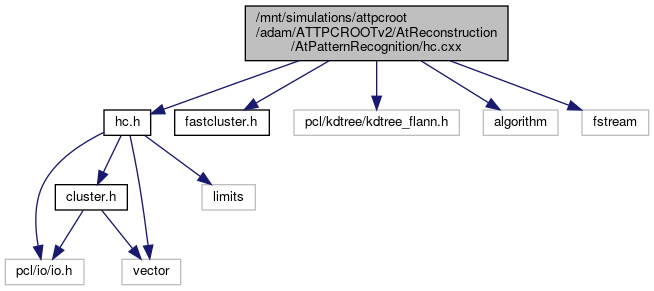 /mnt/simulations/attpcroot
/adam/ATTPCROOTv2/AtReconstruction
/AtPatternRecognition/hc.cxx
hc.h
fastcluster.h
pcl/kdtree/kdtree_flann.h
algorithm
fstream
cluster.h
limits
pcl/io/io.h
vector